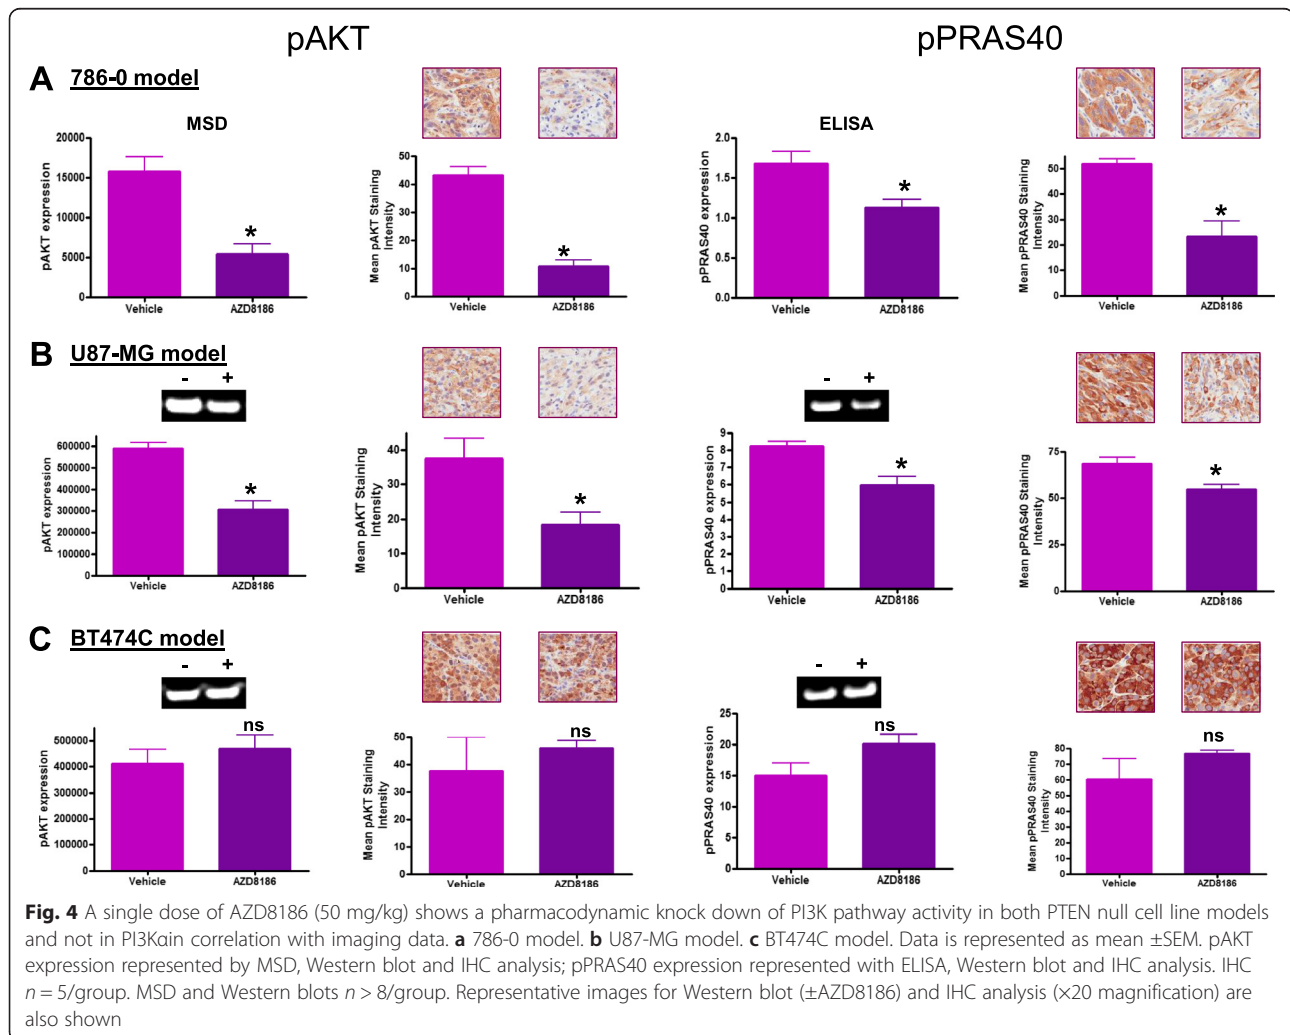 pAKT
pPRAS40
A 786-0 model
MSD
pAKT expression
20000
15000
10000
5000
0
*
Vehicle
AZD8186
Mean pAKT Staining
Intensity
50
40
30
20
10
0
*
Vehicle
AZD8186
ELISA
pPRAS40 expression
2.0
1.5
1.0
0.5
0.0
*
Vehicle
AZD8186
Mean pPRAS40 Staining
Intensity
50
40
30
20
10
0
*
Vehicle
AZD8186
B U87-MG model
- +
pAKT expression
600000
500000
400000
300000
200000
100000
0
*
Vehicle
AZD8186
Mean pAKT Staining
Intensity
40
30
20
10
0
*
Vehicle
AZD8186
- +
pPRAS40 expression
9
8
7
6
5
4
3
2
1
0
*
Vehicle
AZD8186
Mean pPRAS40 Staining
Intensity
75
50
25
0
*
Vehicle
AZD8186
C BT474C model
- +
pAKT expression
500000
400000
300000
200000
100000
0
ns
Vehicle
AZD8186
Mean pAKT Staining
Intensity
50
40
30
20
10
0
ns
Vehicle
AZD8186
- +
pPRAS40 expression
25
20
15
10
5
0
ns
Vehicle
AZD8186
Mean pPRAS40 Staining
Intensity
80
70
60
50
40
30
20
10
0
ns
Vehicle
AZD8186
Fig. 4 A single dose of AZD8186 (50 mg/kg) shows a pharmacodynamic knock down of PI3K pathway activity in both PTEN null cell line models
and not in PI3Kαin correlation with imaging data. a 786-0 model. b U87-MG model. c BT474C model. Data is represented as mean ±SEM. pAKT
expression represented by MSD, Western blot and IHC analysis; pPRAS40 expression represented with ELISA, Western blot and IHC analysis. IHC
n = 5/group. MSD and Western blots n > 8/group. Representative images for Western blot (±AZD8186) and IHC analysis (×20 magnification) are
also shown